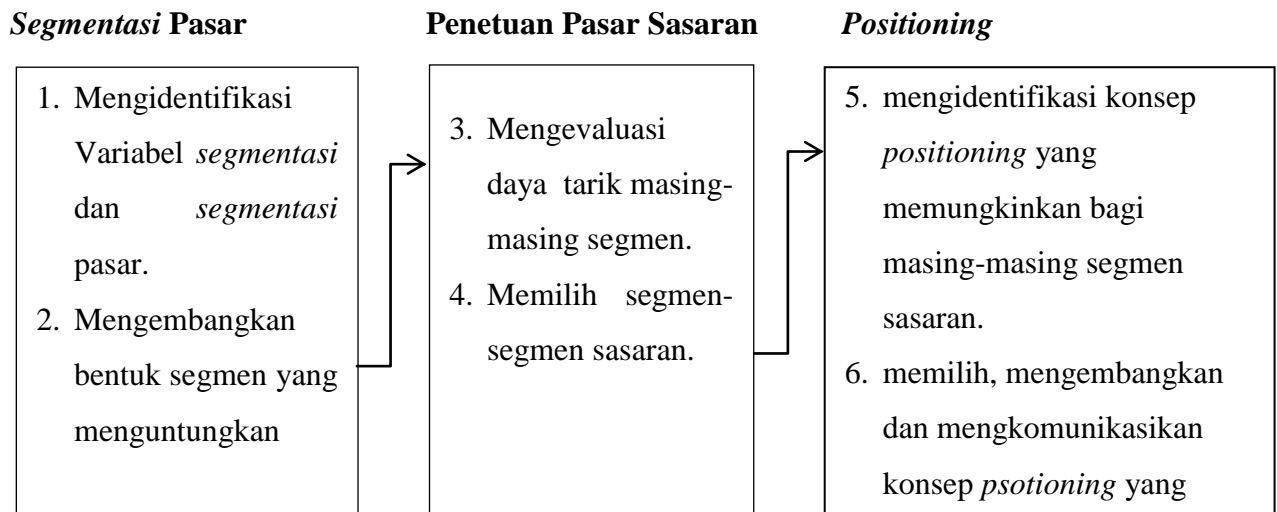 Segmentasi Pasar
Penetuan Pasar Sasaran
Positioning
1. Mengidentifikasi
Variabel segmentasi
dan segmentasi
pasar.
2. Mengembangkan
bentuk segmen yang
menguntungkan
3. Mengevaluasi
daya tarik masing-
masing segmen.
4. Memilih segmen-
segmen sasaran.
5. mengidentifikasi konsep
positioning yang
memungkinkan bagi
masing-masing segmen
sasaran.
6. memilih, mengembangkan
dan mengkomunikasikan
konsep psotioning yang